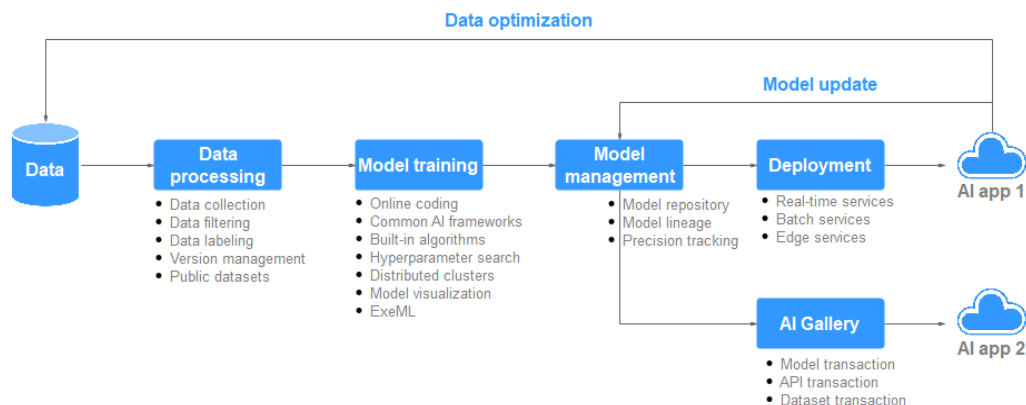 Data optimization
Model update
Data
Data
processing
Data collection
Data filtering
Data labeling
Version management
Public datasets
Model training
Online coding
Common AI frameworks
Built-in algorithms
Hyperparameter search
Distributed clusters
Model visualization
ExeML
Model
management
Model repository
Model lineage
Precision tracking
Deployment
Real-time services
Batch services
Edge services
AI app 1
AI Gallery
Model transaction
API transaction
Dataset transaction
AI app 2